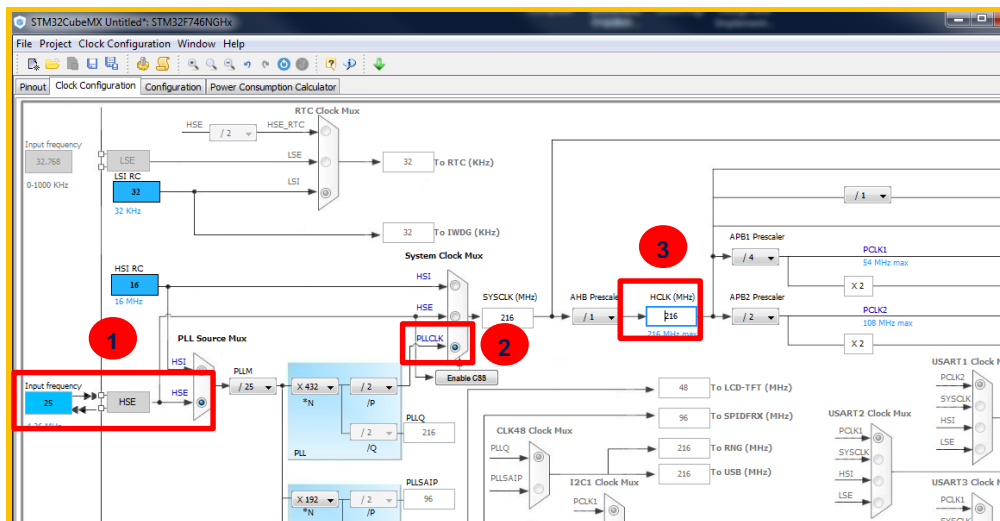 STM32CubeMX Untitled*: STM32F746NGHx
File Project Clock Configuration Window Help
Pinout Clock Configuration Configuration Power Consumption Calculator
RTC Clock Mux
HSE / 2 HSE_RTC
Input frequency
32.768 LSE LSE 32 To RTC (KHz)
0-1000 KHz
LSI RC LSI
32
32 KHz
/ 1
32 To IWDG (KHz)
APB1 Prescaler
3
System Clock Mux
/ 4 PCLK1
54 MHz max
HSI RC HSI
16
16 MHz
X 2
SYSCLK (MHz) AHB Prescaler HCLK (MHz) APB2 Prescaler
HSE 216 / 1 216 / 2 PCLK2
108 MHz max
216 MHz max
1
PLL Source Mux PLLCLK 2 X 2
HSI PLLM
Enable CSS
USART1 Clock M
Input frequency
25 HSE HSE / 25 X 432 / 2 48 To LCD-TFT (MHz) PCLK2
*N /P
SYSCLK
PLLQ 96 To SPIDFRX (MHz) USART2 Clock Mux
/ 2 216 HSI
PLL /Q CLK48 Clock Mux PCLK1
PLLQ 216 To RNG (MHz) SYSCLK LSE
PLLSAIP PLLSAIP 216 To USB (MHz) HSI
I2C1 Clock Mux USART3 Clock M
X 192 / 2 96 PCLK1 LSE PCLK1
*N /P